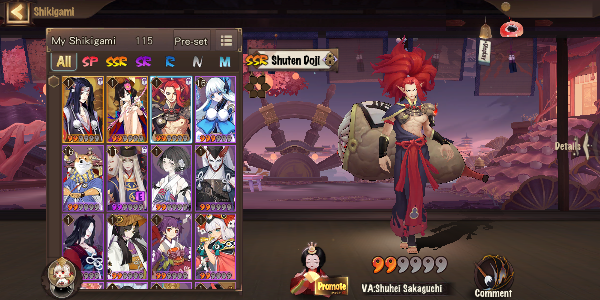 Shikigami
My Shikigami 115 Pre-set
All SP SSR SR R N M
SSR Shuten Doji
Details
Promote
VA:Shuhei Sakaguchi
Comment